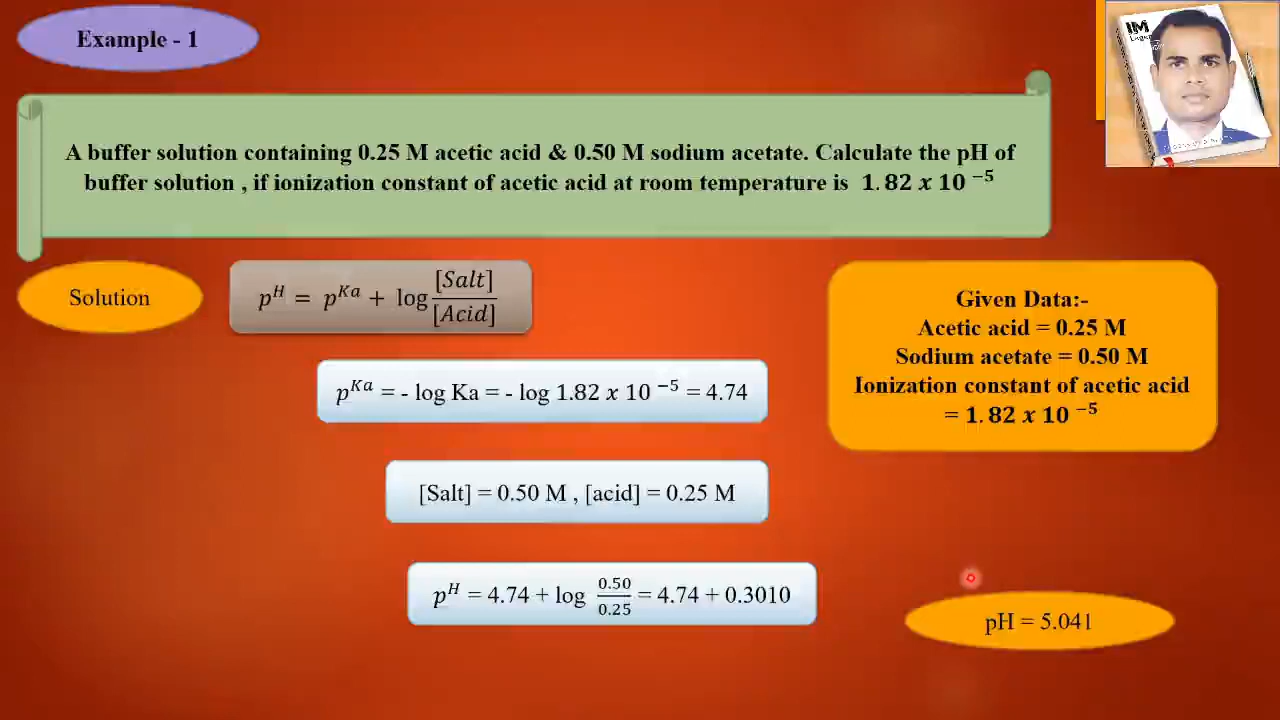 Example - 1
A buffer solution containing 0.25 M acetic acid & 0.50 M sodium acetate. Calculate the pH of
buffer solution , if ionization constant of acetic acid at room temperature is 1.82 x 10 ⁻⁵
Solution
pᴴ = pᴷᵃ + log [Salt]/[Acid]
Given Data:-
Acetic acid = 0.25 M
Sodium acetate = 0.50 M
Ionization constant of acetic acid
= 1.82 x 10 ⁻⁵
pᴷᵃ = - log Ka = - log 1.82 x 10 ⁻⁵ = 4.74
[Salt] = 0.50 M , [acid] = 0.25 M
pᴴ = 4.74 + log 0.50/0.25 = 4.74 + 0.3010
pH = 5.041